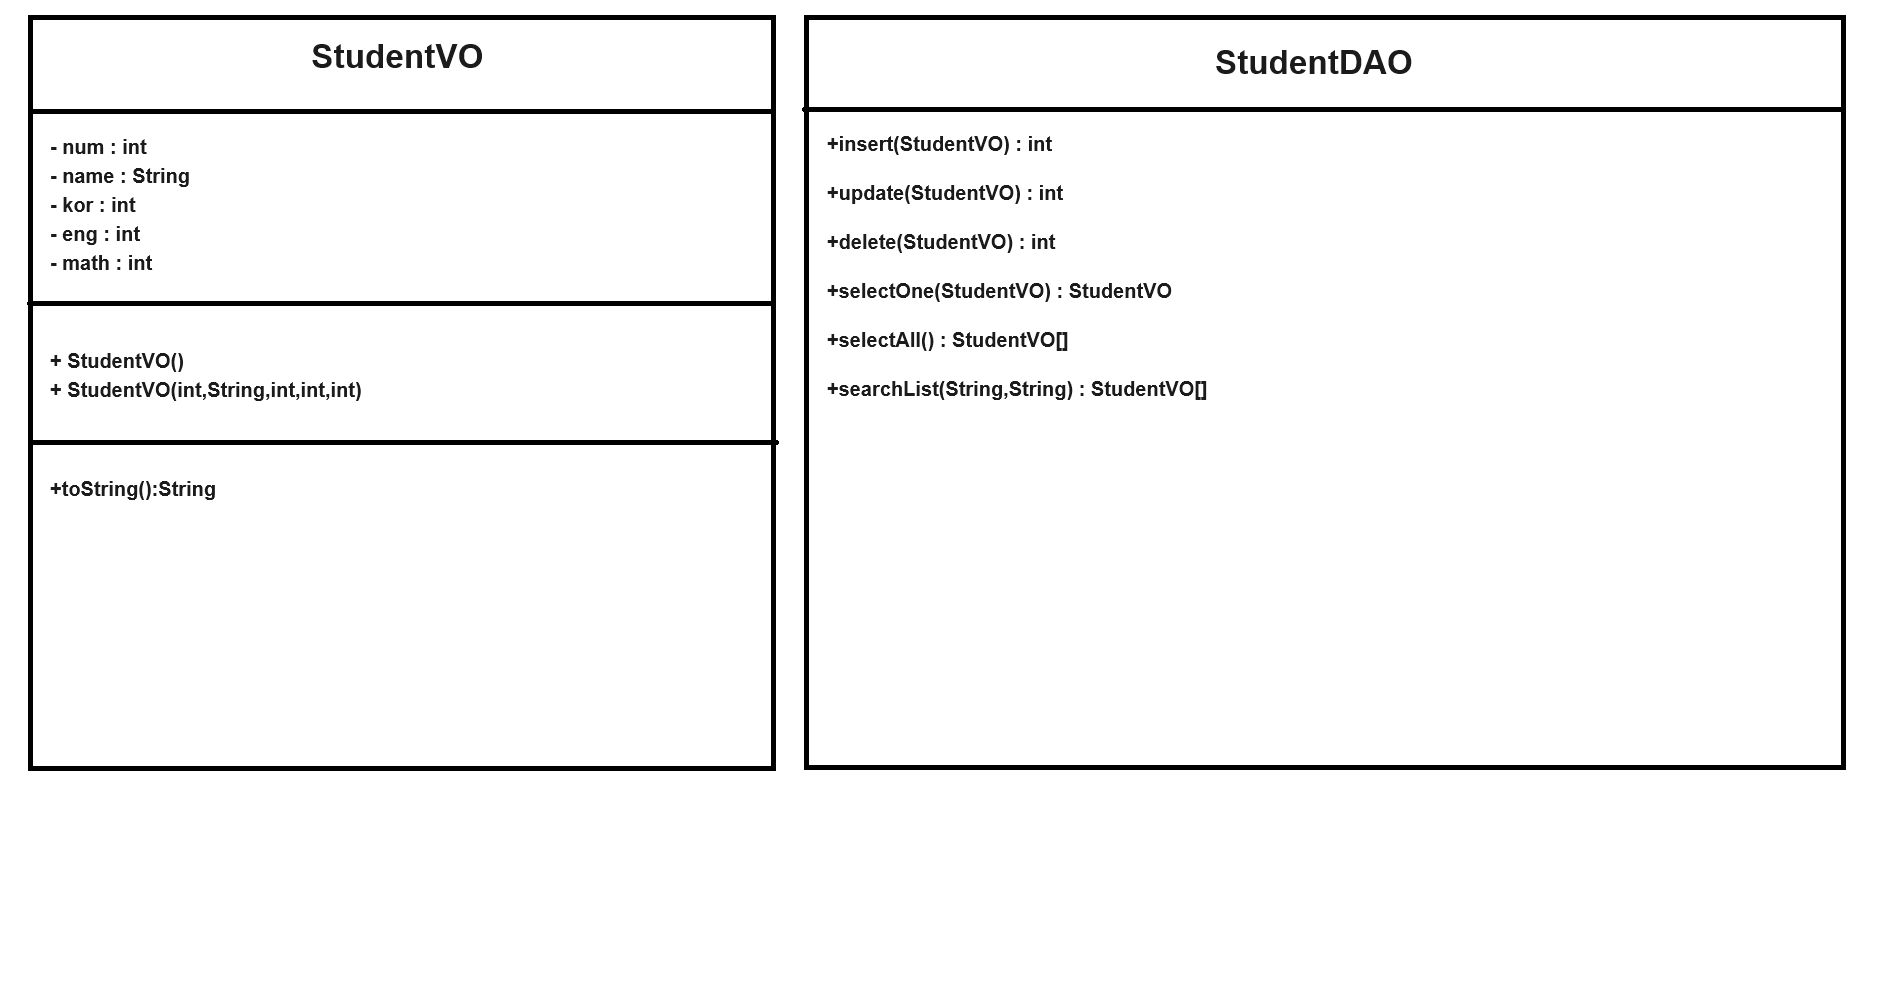 StudentVO
- num : int
- name : String
- kor : int
- eng : int
- math : int
+ StudentVO()
+ StudentVO(int,String,int,int,int)
+toString():String
StudentDAO
+insert(StudentVO) : int
+update(StudentVO) : int
+delete(StudentVO) : int
+selectOne(StudentVO) : StudentVO
+selectAll() : StudentVO[]
+searchList(String,String) : StudentVO[]